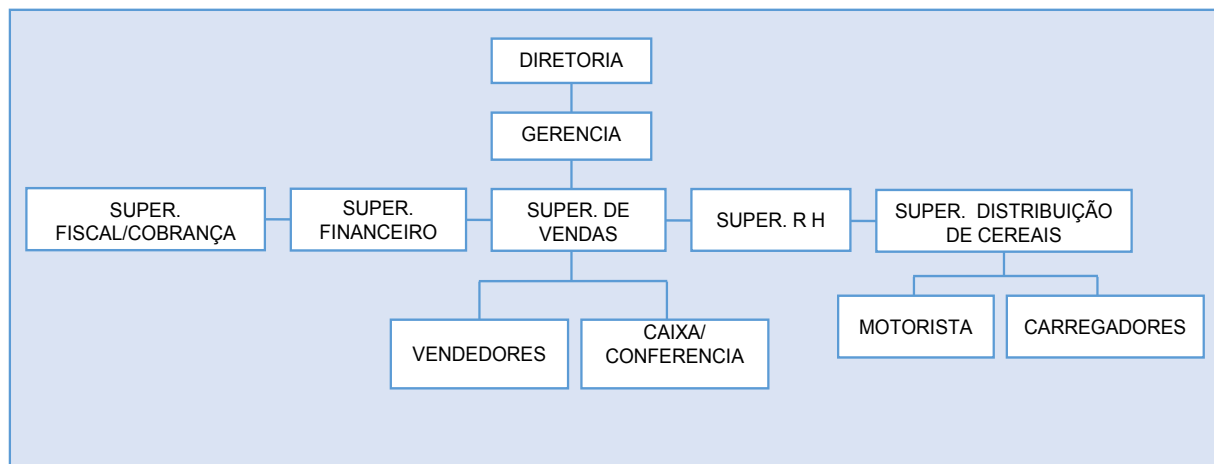 DIRETORIA
GERENCIA
SUPER.
FISCAL/COBRANÇA
SUPER.
FINANCEIRO
SUPER. DE
VENDAS
SUPER. R H
SUPER. DISTRIBUIÇÃO
DE CEREAIS
VENDEDORES
CAIXA/
CONFERENCIA
MOTORISTA
CARREGADORES